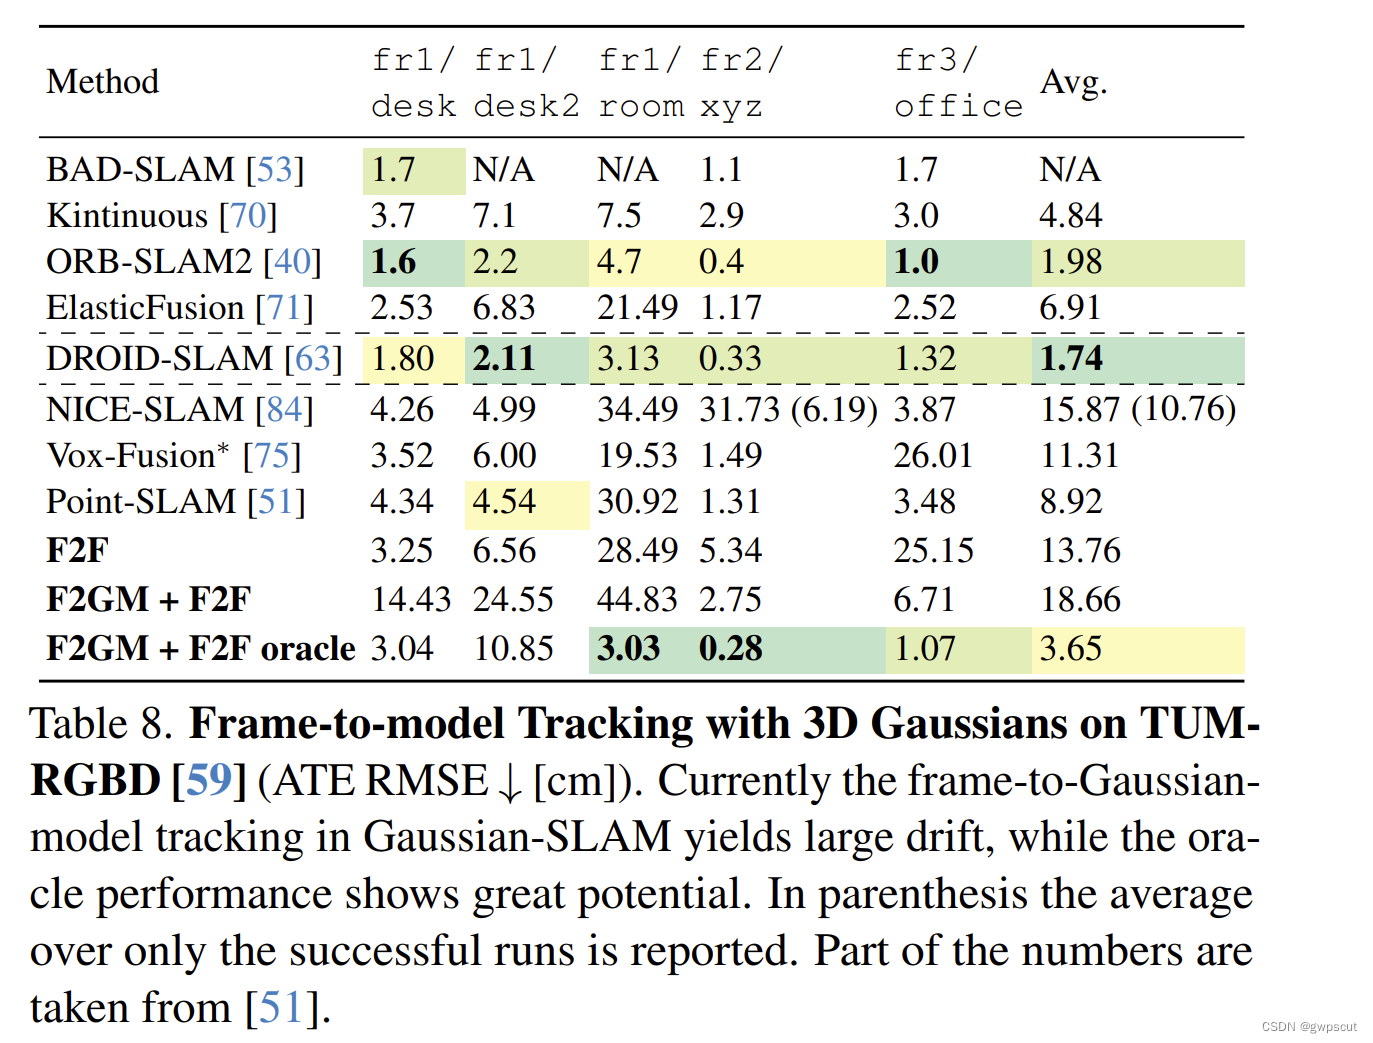 Method fr1/ fr1/ fr1/ fr2/ fr3/ Avg.
desk desk2 room xyz office
BAD-SLAM [53] 1.7 N/A N/A 1.1 1.7 N/A
Kintinuous [70] 3.7 7.1 7.5 2.9 3.0 4.84
ORB-SLAM2 [40] 1.6 2.2 4.7 0.4 1.0 1.98
ElasticFusion [71] 2.53 6.83 21.49 1.17 2.52 6.91
DROID-SLAM [63] 1.80 2.11 3.13 0.33 1.32 1.74
NICE-SLAM [84] 4.26 4.99 34.49 31.73 (6.19) 3.87 15.87 (10.76)
Vox-Fusion* [75] 3.52 6.00 19.53 1.49 26.01 11.31
Point-SLAM [51] 4.34 4.54 30.92 1.31 3.48 8.92
F2F 3.25 6.56 28.49 5.34 25.15 13.76
F2GM + F2F 14.43 24.55 44.83 2.75 6.71 18.66
F2GM + F2F oracle 3.04 10.85 3.03 0.28 1.07 3.65
Table 8. Frame-to-model Tracking with 3D Gaussians on TUM-
RGBD [59] (ATE RMSE ↓ [cm]). Currently the frame-to-Gaussian-
model tracking in Gaussian-SLAM yields large drift, while the ora-
cle performance shows great potential. In parenthesis the average
over only the successful runs is reported. Part of the numbers are
taken from [51].
CSDN @gwpscut